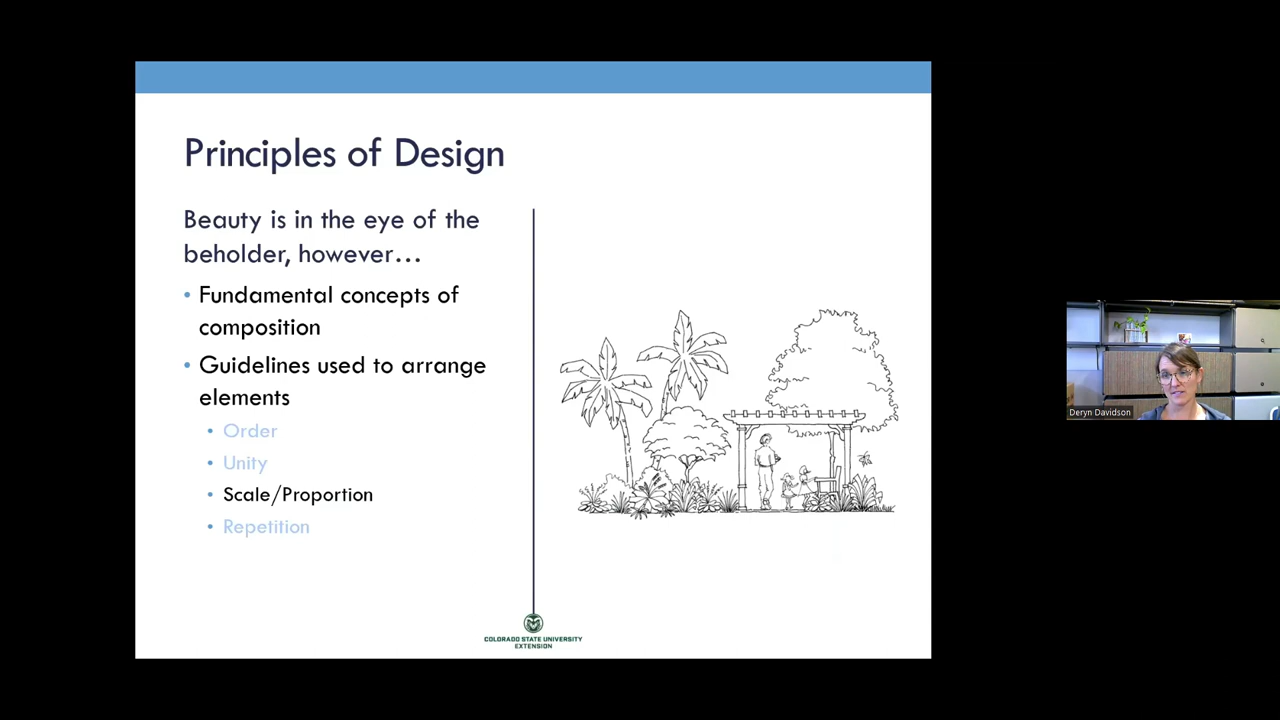 Principles of Design
Beauty is in the eye of the
beholder, however...
• Fundamental concepts of
composition
• Guidelines used to arrange
elements
• Order
• Unity
• Scale/Proportion
• Repetition
COLORADO STATE UNIVERSITY
EXTENSION
Deryn Davidson